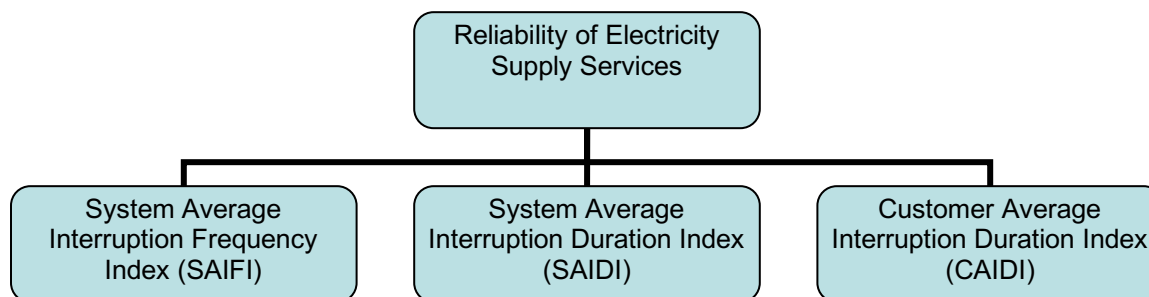 Reliability of Electricity
Supply Services
System Average
Interruption Frequency
Index (SAIFI)
System Average
Interruption Duration Index
(SAIDI)
Customer Average
Interruption Duration Index
(CAIDI)